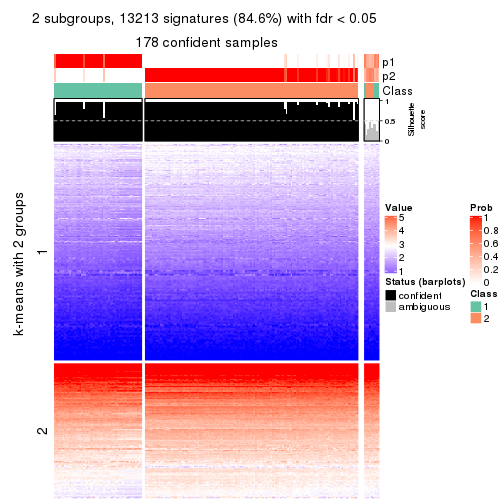 2 subgroups, 13213 signatures (84.6%) with fdr < 0.05
178 confident samples
p1
p2
Class
1
0.5
0
Silhouette
score
k-means with 2 groups
1
2
Value
5
4
3
2
1
Prob
1
0.8
0.6
0.4
0.2
0
Status (barplots)
confident
ambiguous
Class
1
2